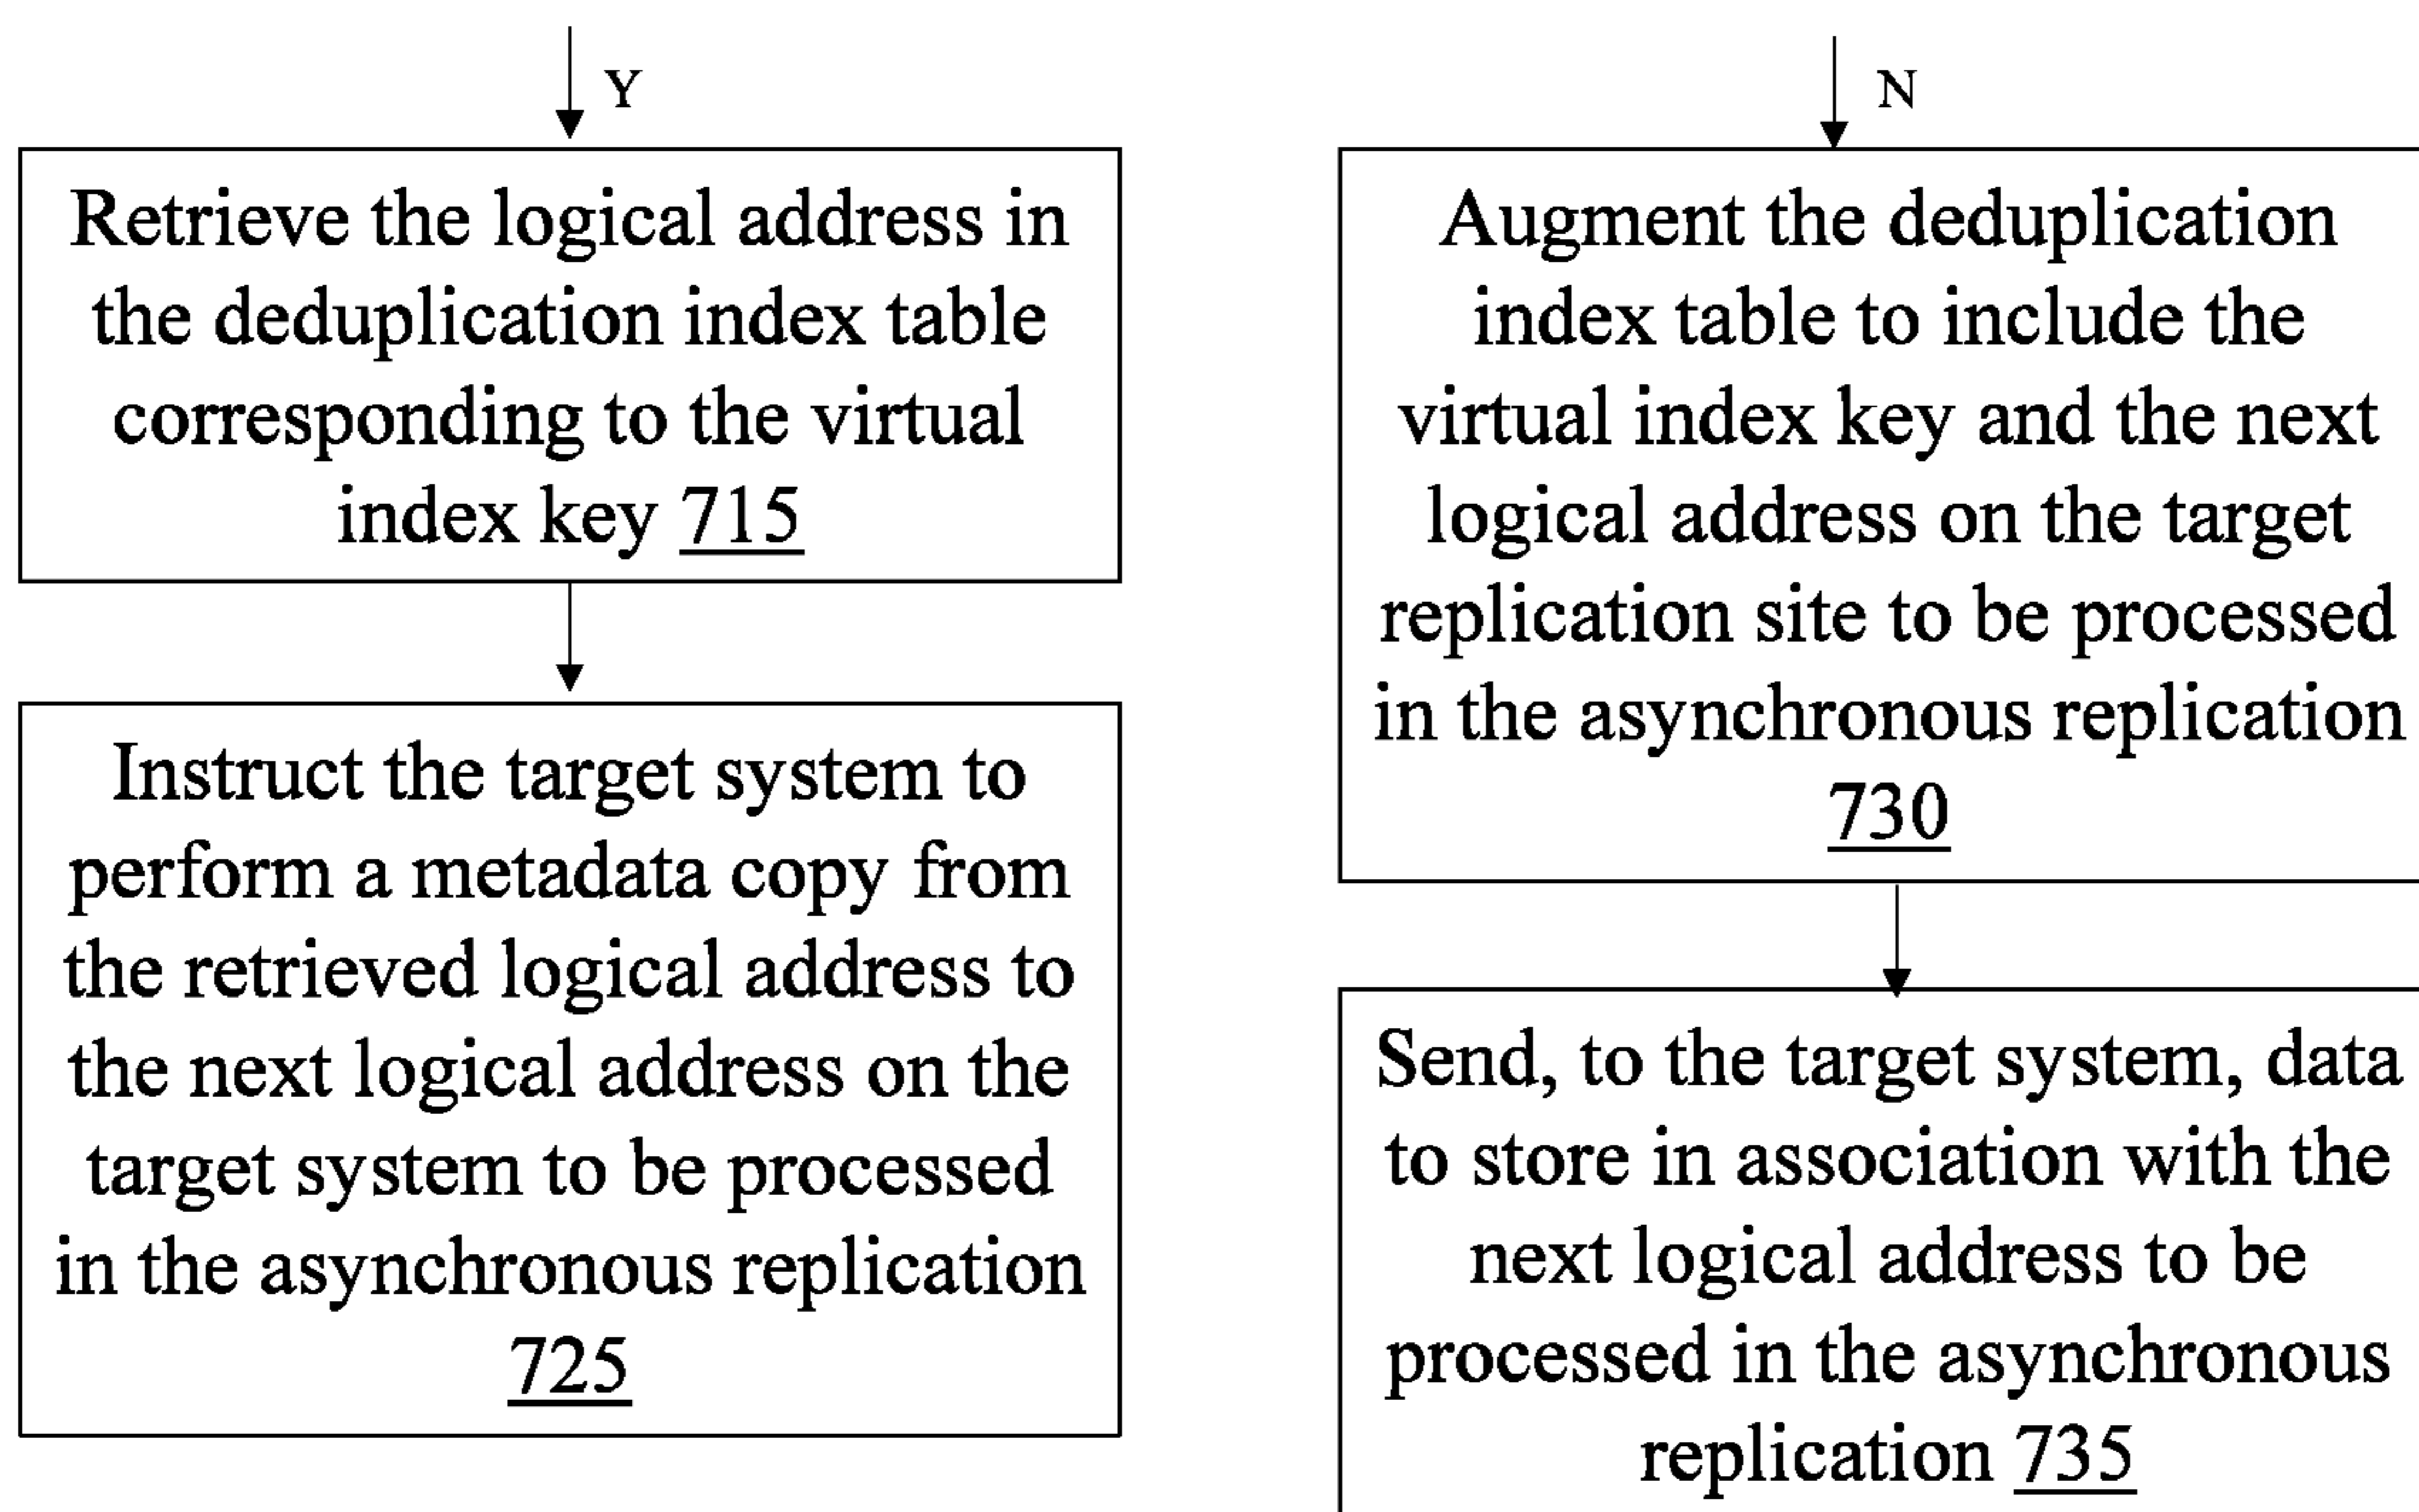 Y
Retrieve the logical address in
the deduplication index table
corresponding to the virtual
index key 715
Instruct the target system to
perform a metadata copy from
the retrieved logical address to
the next logical address on the
target system to be processed
in the asynchronous replication
725
N
Augment the deduplication
index table to include the
virtual index key and the next
logical address on the target
replication site to be processed
in the asynchronous replication
730
Send, to the target system, data
to store in association with the
next logical address to be
processed in the asynchronous
replication 735